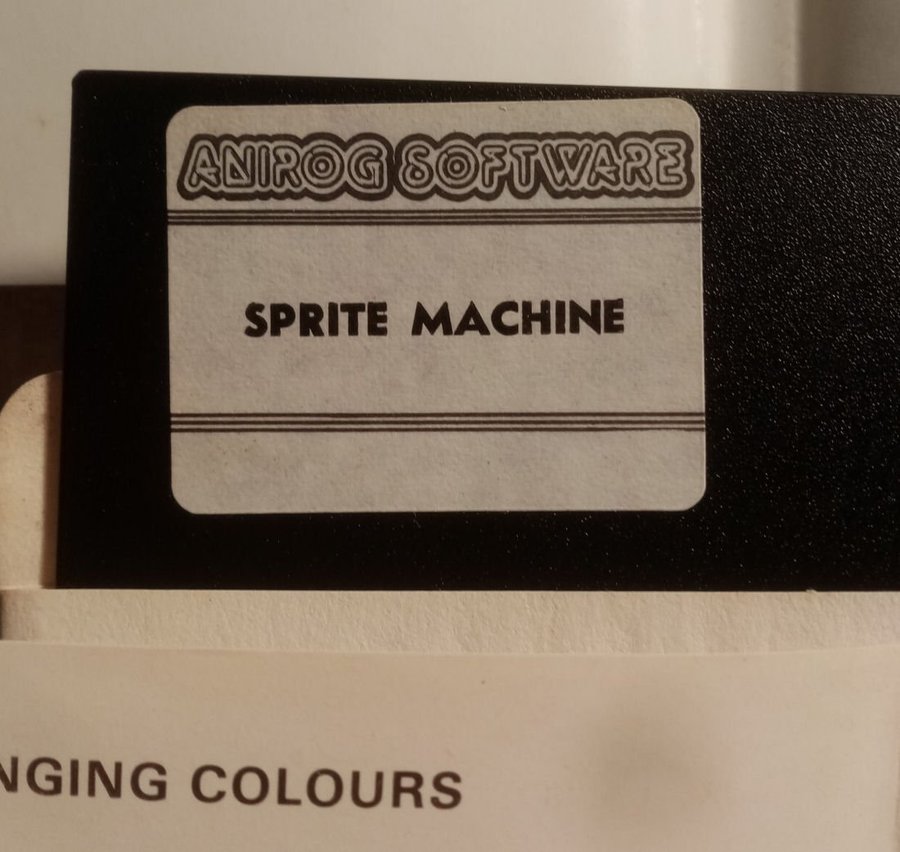 ANIROG SOFTWARE
SPRITE MACHINE
NGING COLOURS